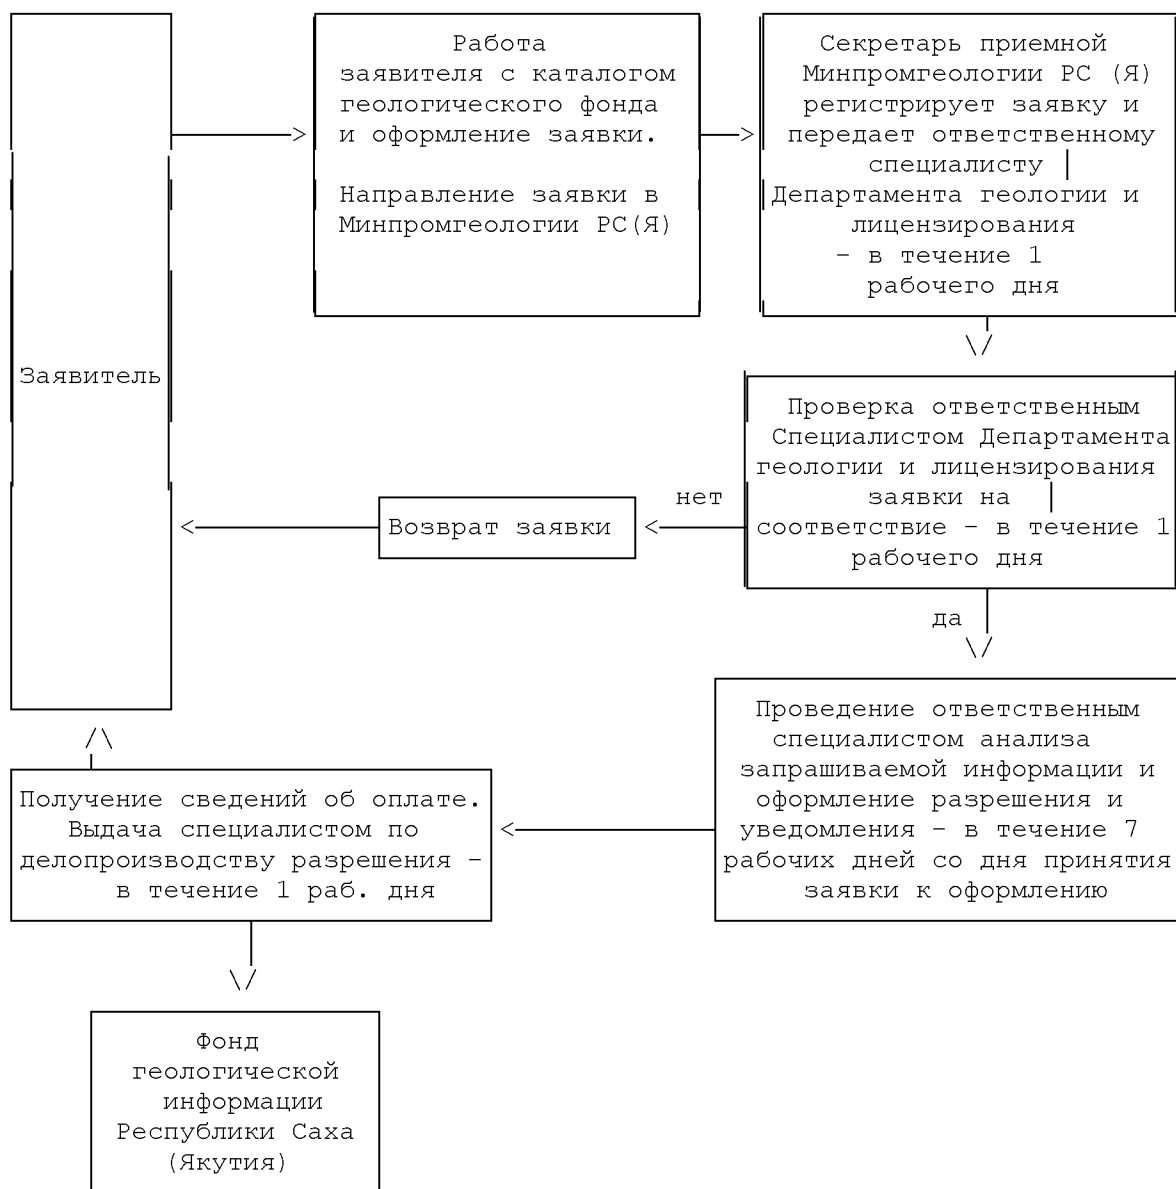 Заявитель
Работа
заявителя с каталогом
геологического фонда
и оформление заявки.
Направление заявки в
Минпромгеологии РС(Я)
Секретарь приемной
Минпромгеологии РС (Я)
регистрирует заявку и
передает ответственному
специалисту
Департамента геологии и
лицензирования
- в течение 1
рабочего дня
Проверка ответственным
Специалистом Департамента
геологии и лицензирования
заявки на
соответствие - в течение 1
рабочего дня
нет
Возврат заявки
да
Проведение ответственным
специалистом анализа
запрашиваемой информации и
оформление разрешения и
уведомления - в течение 7
рабочих дней со дня принятия
заявки к оформлению
Получение сведений об оплате.
Выдача специалистом по
делопроизводству разрешения -
в течение 1 раб. дня
Фонд
геологической
информации
Республики Саха
(Якутия)